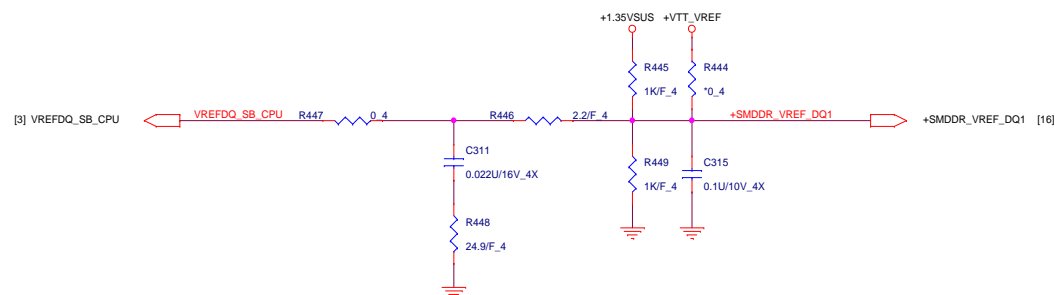 +1.35VSUS +VTT_VREF
R445 R444
1K/F_4 *0_4
[3] VREFDQ_SB_CPU VREFDQ_SB_CPU R447 0_4 R446 2.2/F_4 +SMDDR_VREF_DQ1 +SMDDR_VREF_DQ1 [16]
C311 R449 C315
0.022U/16V_4X 1K/F_4 0.1U/10V_4X
R448
24.9/F_4